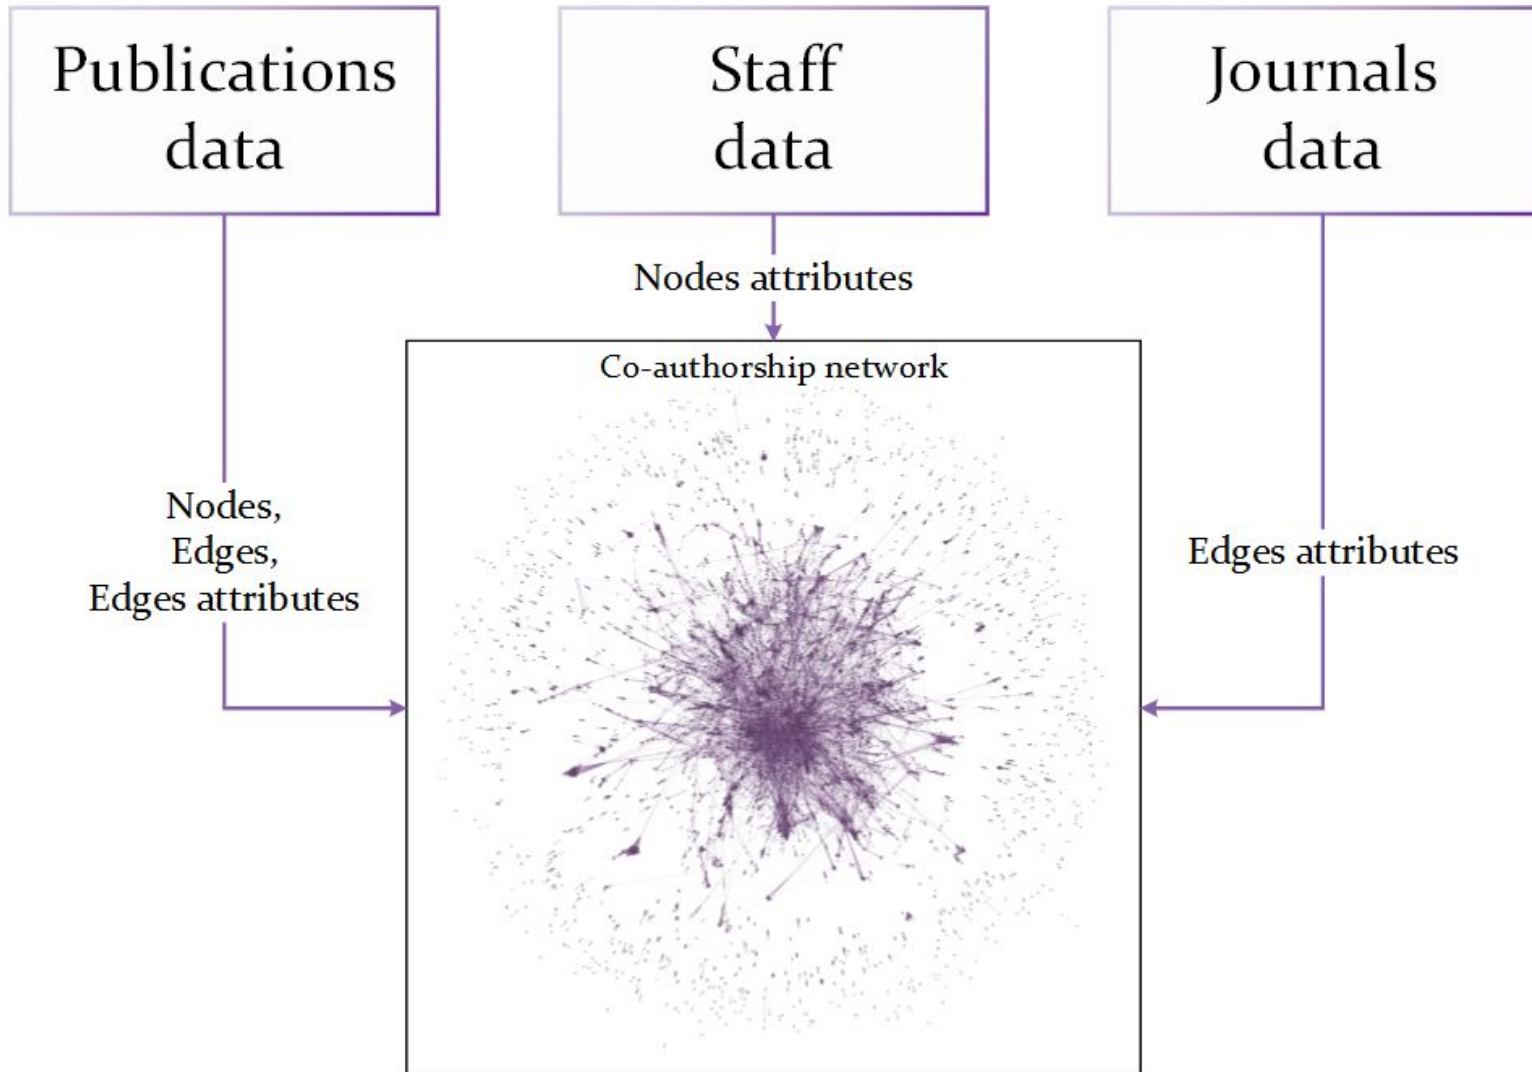 Publications
data
Staff
data
Journals
data
Nodes attributes
Co-authorship network
Nodes,
Edges,
Edges attributes
Edges attributes